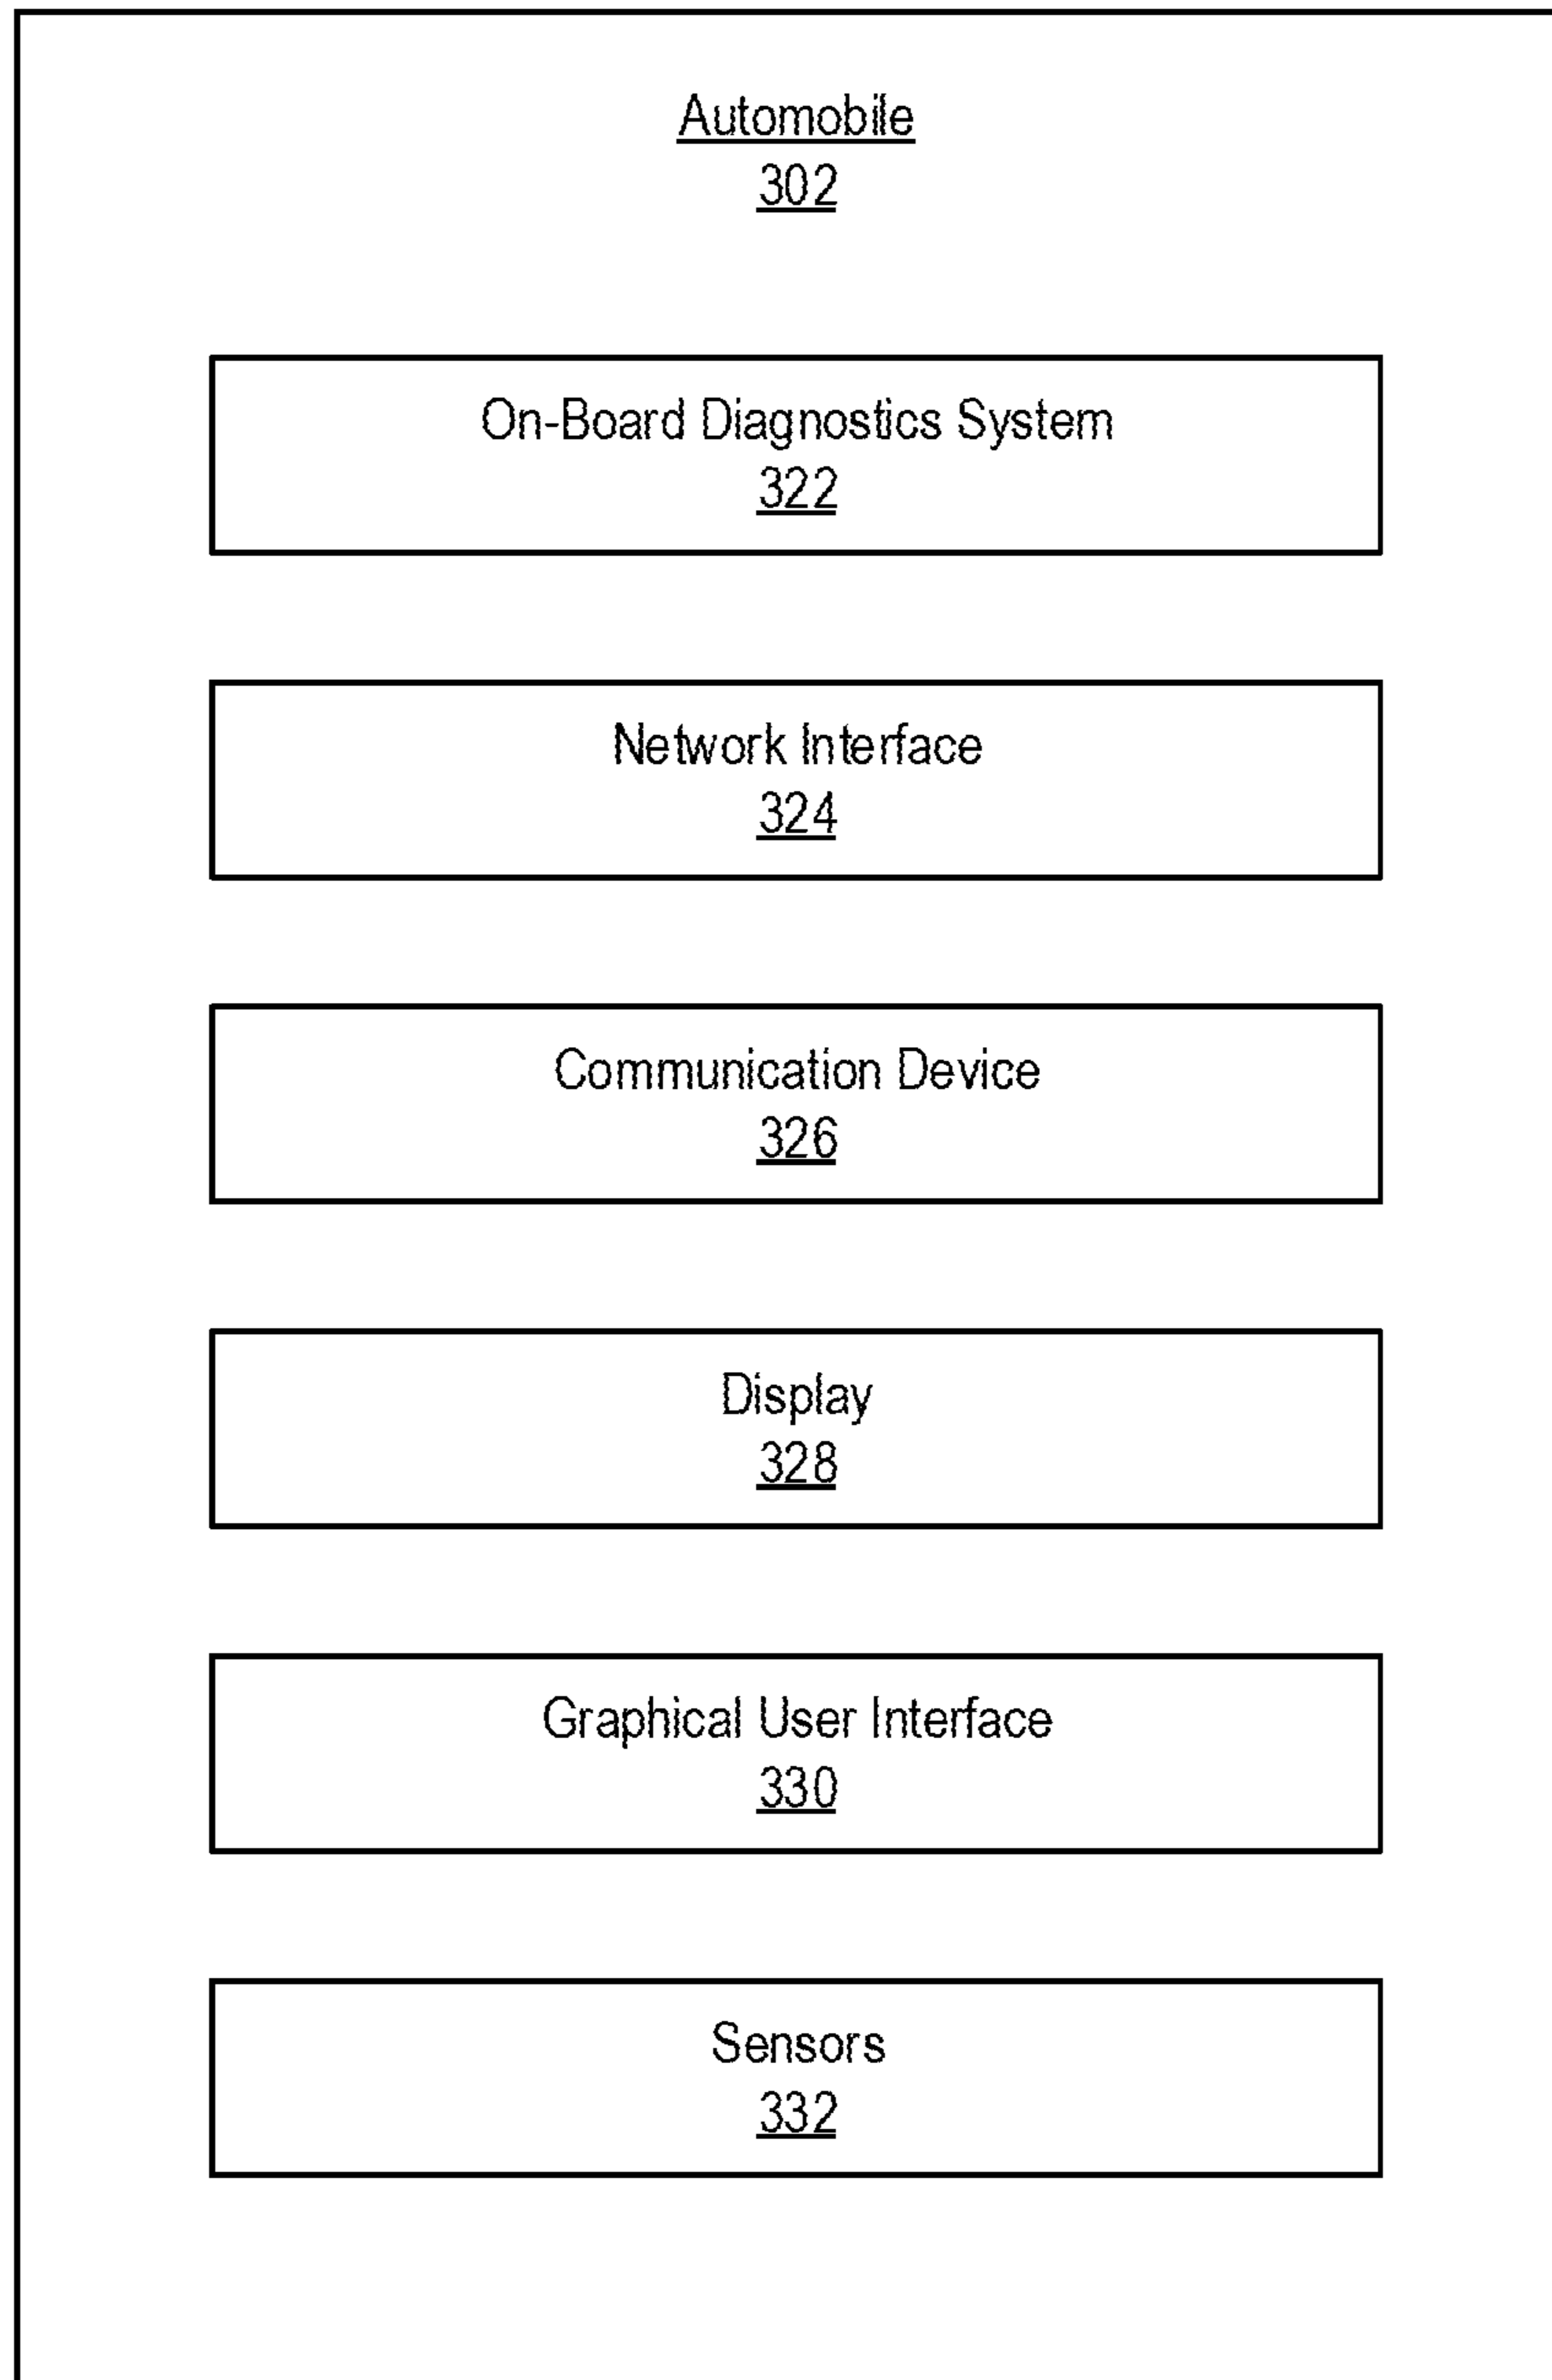 Automobile
302
On-Board Diagnostics System
322
Network Interface
324
Communication Device
326
Display
328
Graphical User Interface
330
Sensors
332